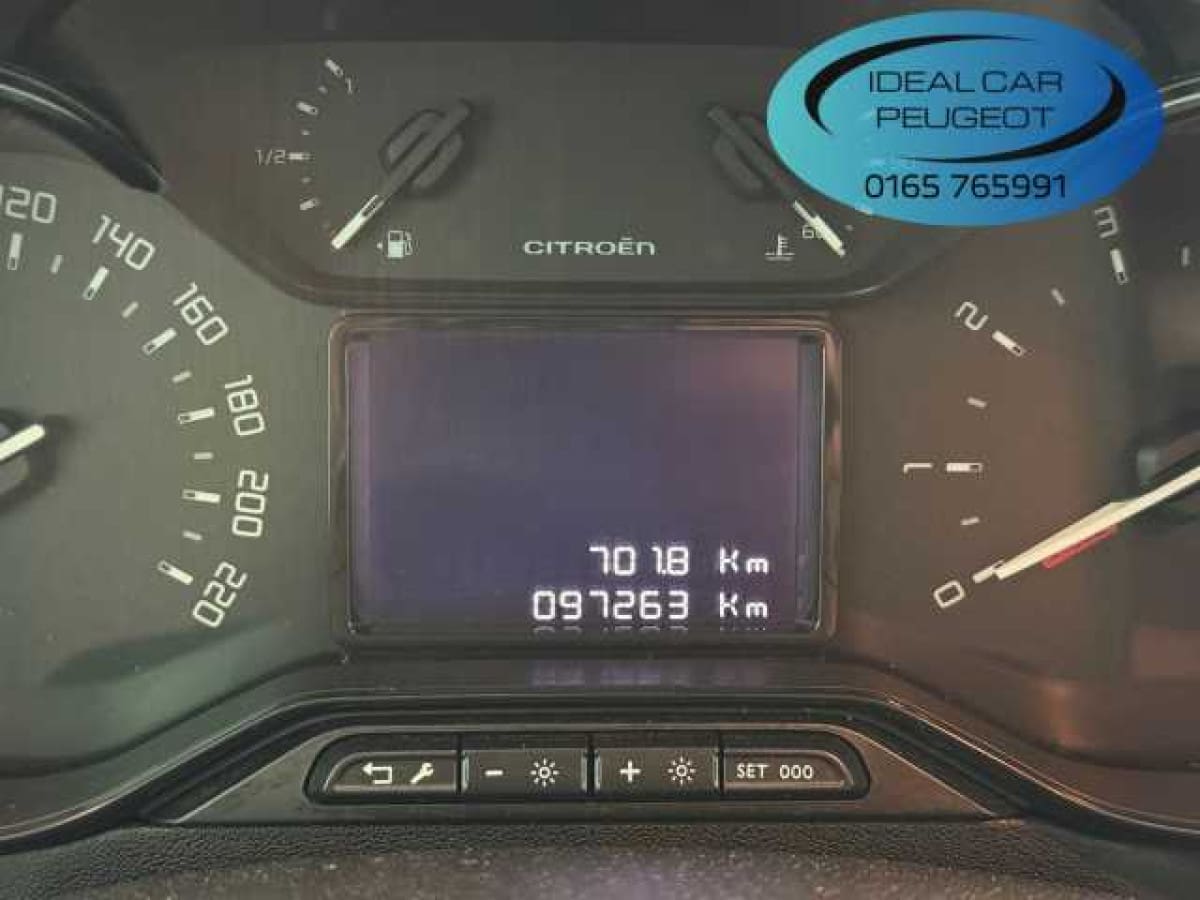 IDEAL CAR
PEUGEOT
0165 765991
1
1/2
CITROËN
120
140
160
180
200
220
3
2
1
0
701.8 Km
097263 Km
SET 000